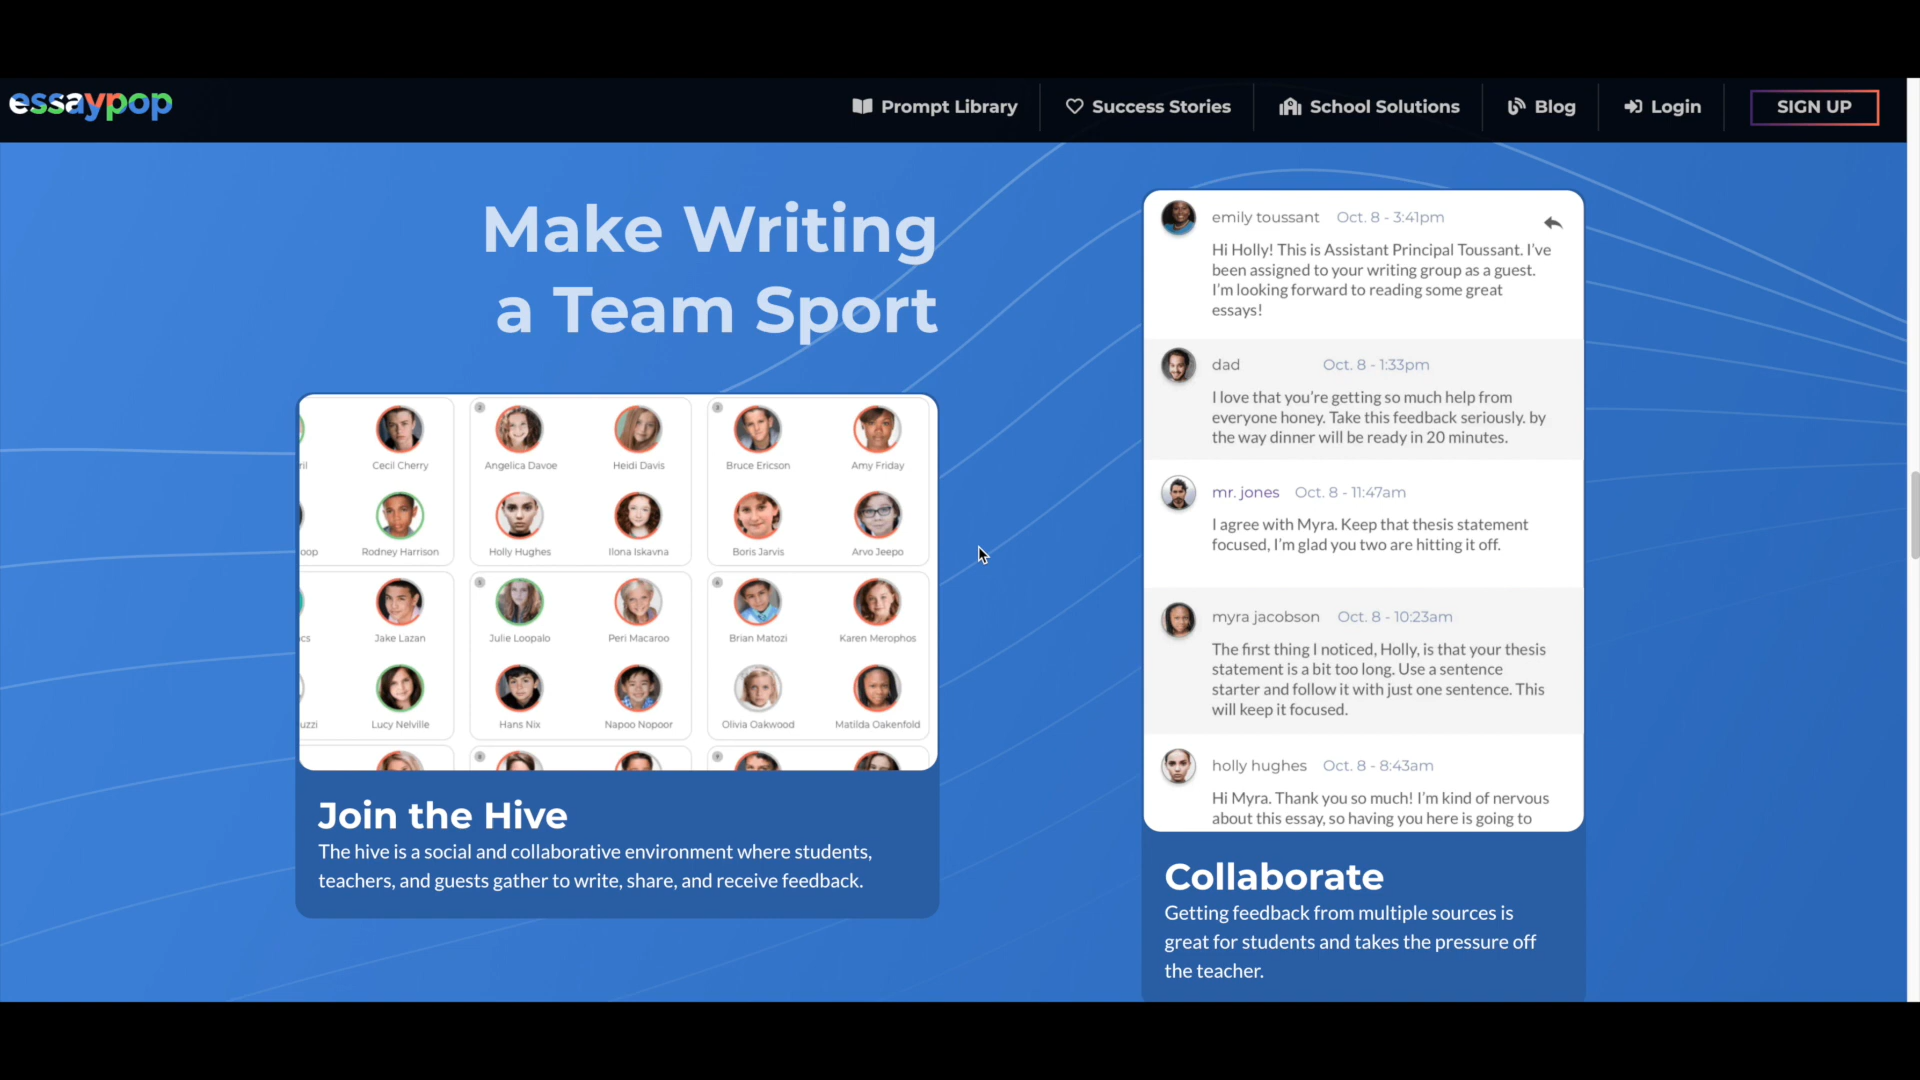 essaypop
Prompt Library
Success Stories
School Solutions
Blog
Login
SIGN UP
Make Writing
a Team Sport
Cecil Cherry
2
Angelica Davoe
Heidi Davis
3
Bruce Ericson
Amy Friday
Rodney Harrison
Holly Hughes
Ilona Iskavna
Boris Jarvis
Arvo Jeepo
Jake Lazan
5
Julie Loopalo
Peri Macaroo
6
Brian Matozi
Karen Merophos
uzzi
Lucy Nelville
Hans Nix
Napoo Nopoor
Olivia Oakwood
Matilda Oakenfold
Join the Hive
The hive is a social and collaborative environment where students,
teachers, and guests gather to write, share, and receive feedback.
emily toussant Oct. 8 - 3:41pm
Hi Holly! This is Assistant Principal Toussant. I've
been assigned to your writing group as a guest.
I'm looking forward to reading some great
essays!
dad Oct. 8 - 1:33pm
I love that you're getting so much help from
everyone honey. Take this feedback seriously. by
the way dinner will be ready in 20 minutes.
mr. jones Oct. 8 - 11:47am
I agree with Myra. Keep that thesis statement
focused, I'm glad you two are hitting it off.
myra jacobson Oct. 8 - 10:23am
The first thing I noticed, Holly, is that your thesis
statement is a bit too long. Use a sentence
starter and follow it with just one sentence. This
will keep it focused.
holly hughes Oct. 8 - 8:43am
Hi Myra. Thank you so much! I'm kind of nervous
about this essay, so having you here is going to
Collaborate
Getting feedback from multiple sources is
great for students and takes the pressure off
the teacher.